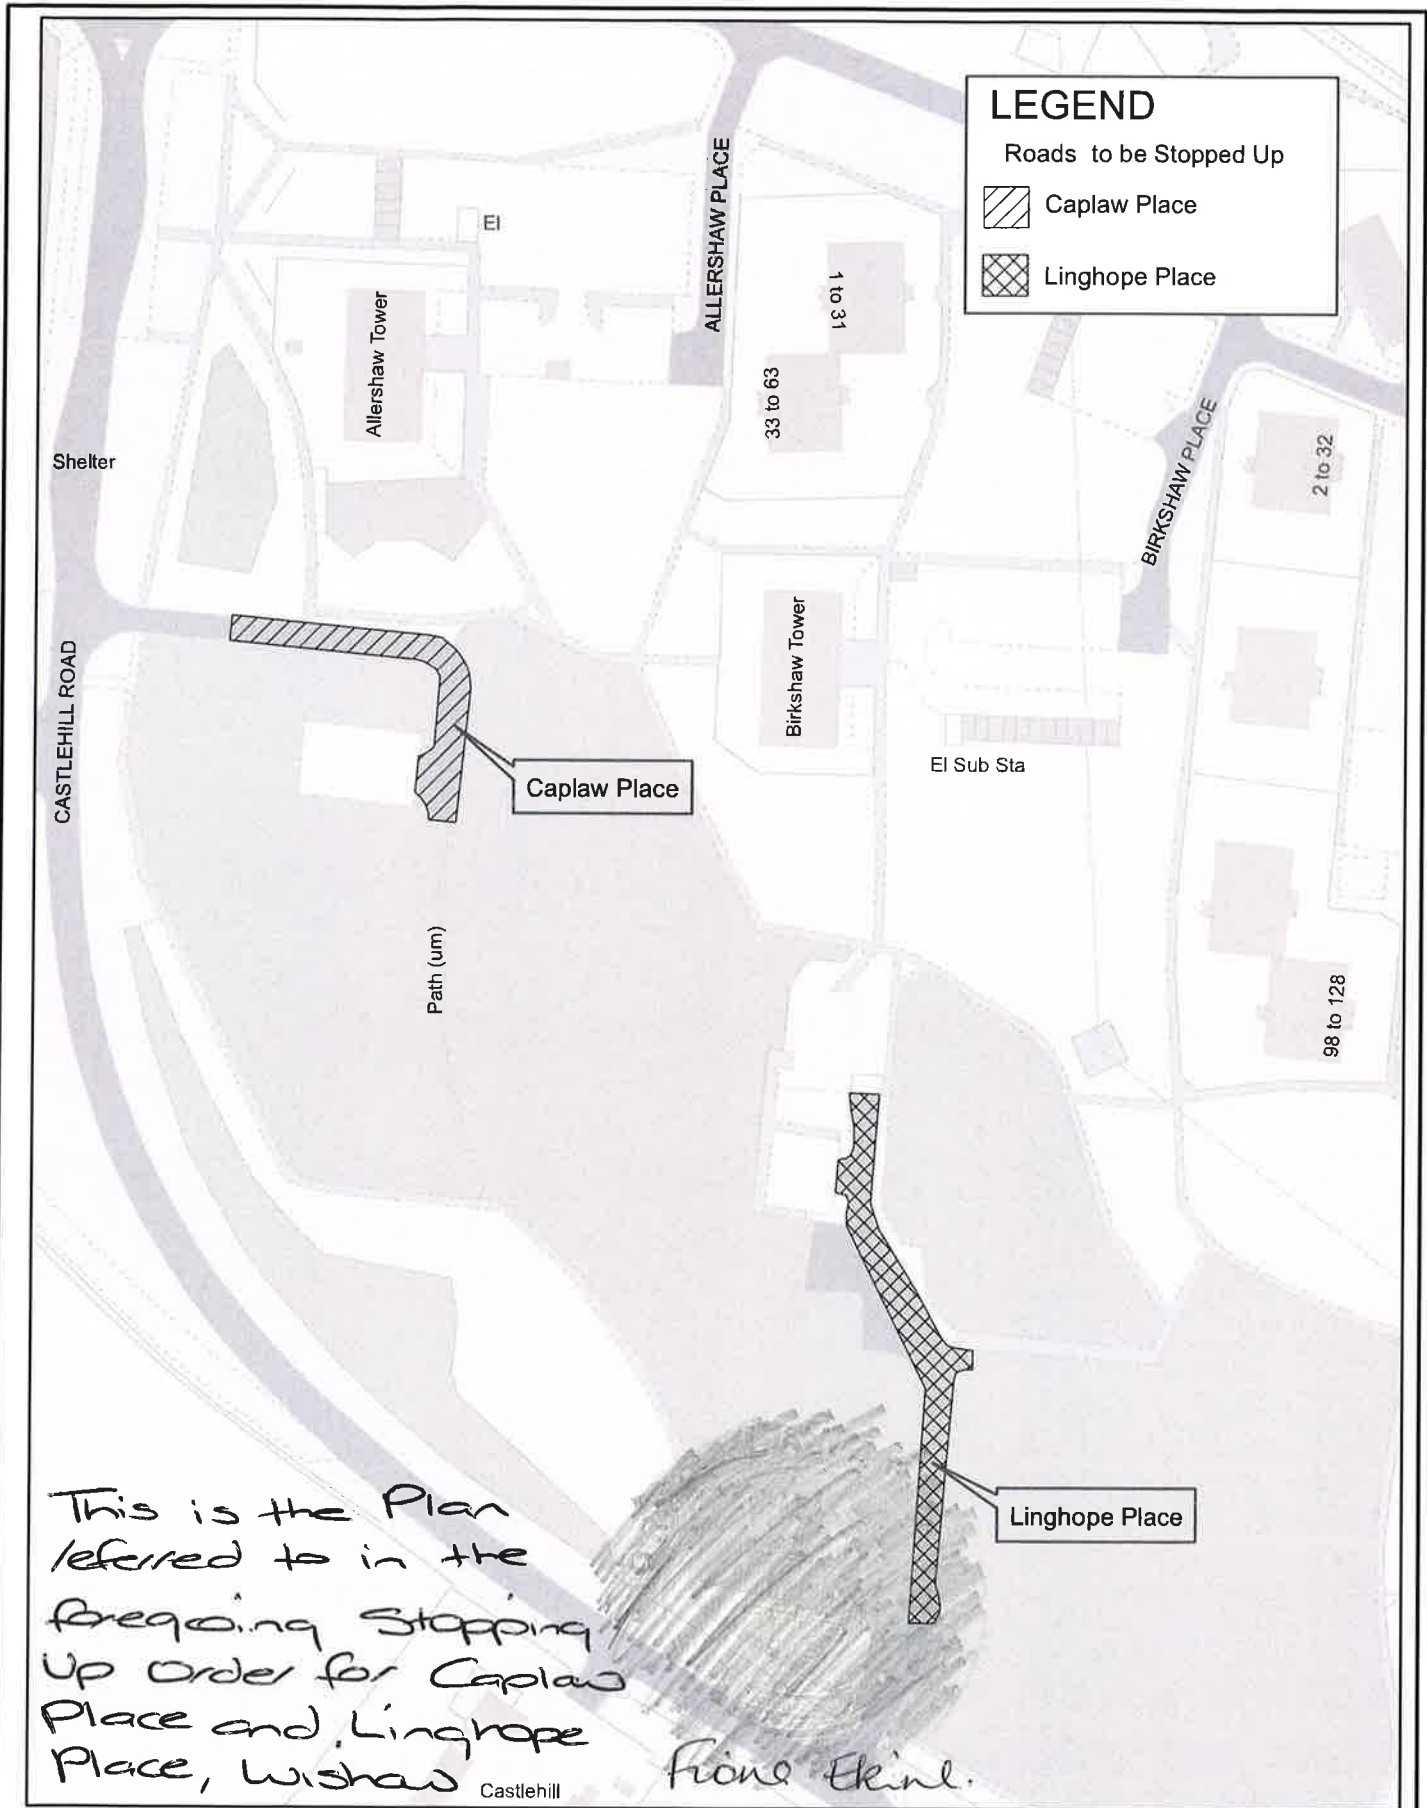 LEGEND
Roads to be Stopped Up
Caplaw Place
Linghope Place
ALLERSHAW PLACE
El
1 to 31
Allershaw Tower
33 to 63
BIRKSHAW PLACE
2 to 32
Shelter
CASTLEHILL ROAD
Birkshaw Tower
El Sub Sta
Caplaw Place
Path (um)
98 to 128
Linghope Place
This is the Plan
referred to in the
foregoing Stopping
Up Order for Caplaw
Place and Linghope
Place, Wishaw
Castlehill